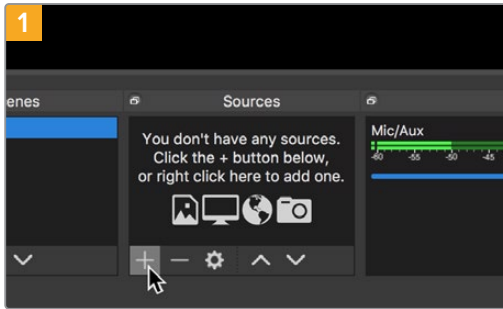 1
enes
Sources
You don't have any sources.
Click the + button below,
or right click here to add one.
Mic/Aux
-60 -55 -50 -45